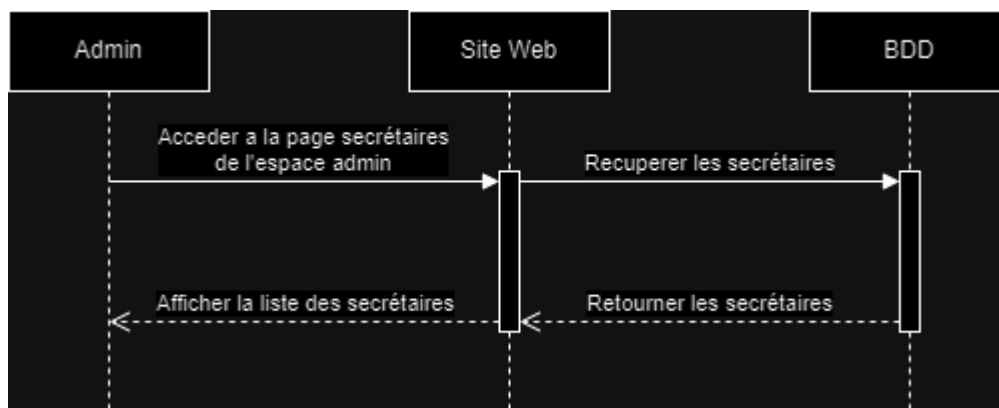 Admin
Site Web
BDD
Acceder a la page secrétaires
de l'espace admin
Recuperer les secrétaires
Afficher la liste des secrétaires
Retourner les secrétaires